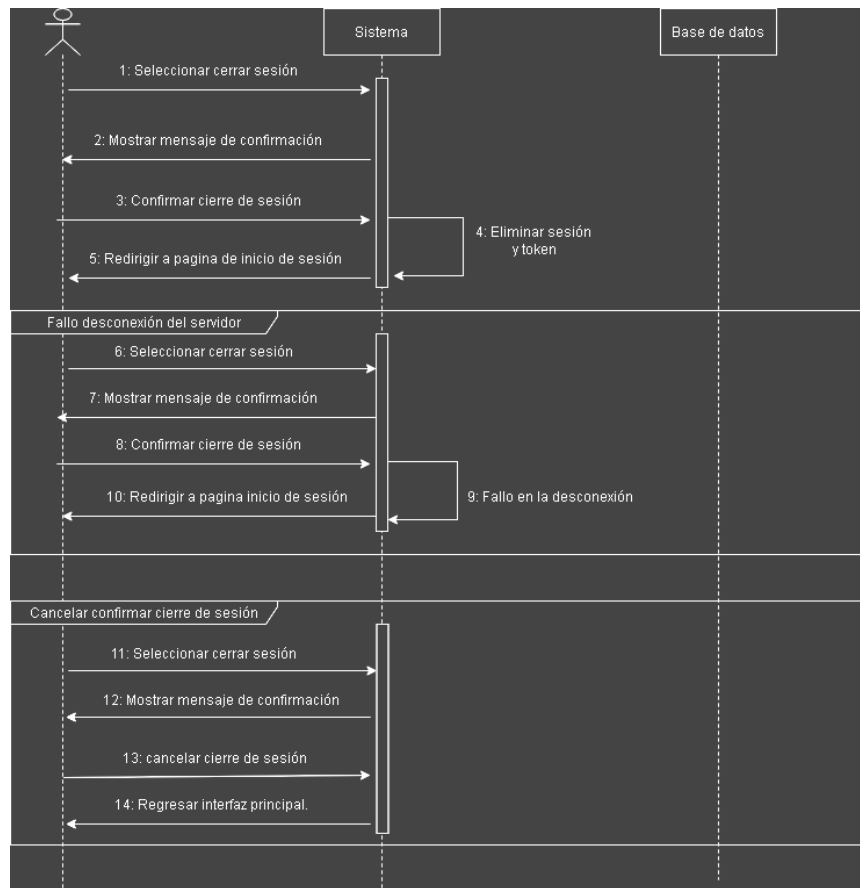 Sistema
Base de datos
1: Seleccionar cerrar sesión
2: Mostrar mensaje de confirmación
3: Confirmar cierre de sesión
4: Eliminar sesión
y token
5: Redirigir a pagina de inicio de sesión
Fallo desconexión del servidor
6: Seleccionar cerrar sesión
7: Mostrar mensaje de confirmación
8: Confirmar cierre de sesión
10: Redirigir a pagina inicio de sesión
9: Fallo en la desconexión
Cancelar confirmar cierre de sesión
11: Seleccionar cerrar sesión
12: Mostrar mensaje de confirmación
13: cancelar cierre de sesión
14: Regresar interfaz principal.